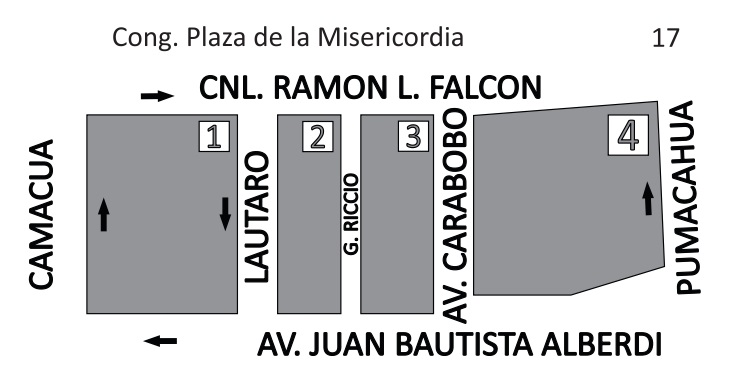 Cong. Plaza de la Misericordia 17
CNL. RAMON L. FALCON
CAMACUA
1
LAUTARO
2
G. RICCIO
3
AV. CARABOBO
4
PUMACAHUA
AV. JUAN BAUTISTA ALBERDI